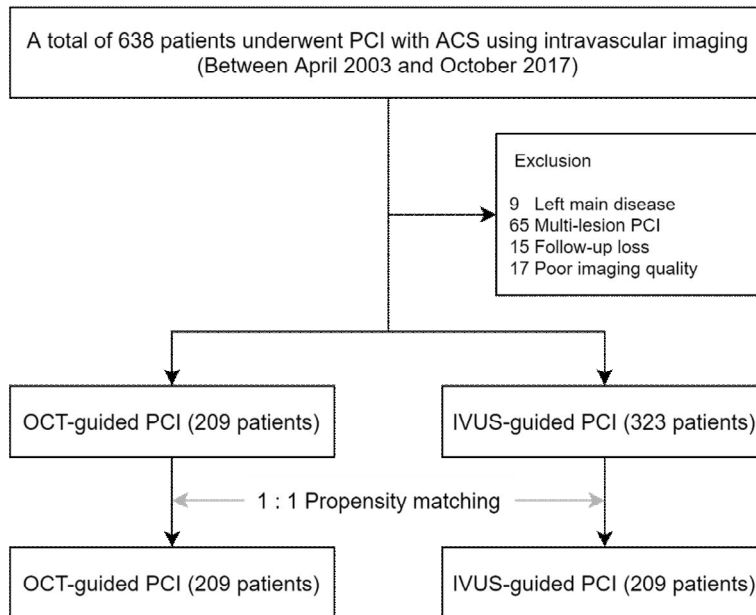 A total of 638 patients underwent PCI with ACS using intravascular imaging
(Between April 2003 and October 2017)
Exclusion
9 Left main disease
65 Multi-lesion PCI
15 Follow-up loss
17 Poor imaging quality
OCT-guided PCI (209 patients)
IVUS-guided PCI (323 patients)
1 : 1 Propensity matching
OCT-guided PCI (209 patients)
IVUS-guided PCI (209 patients)